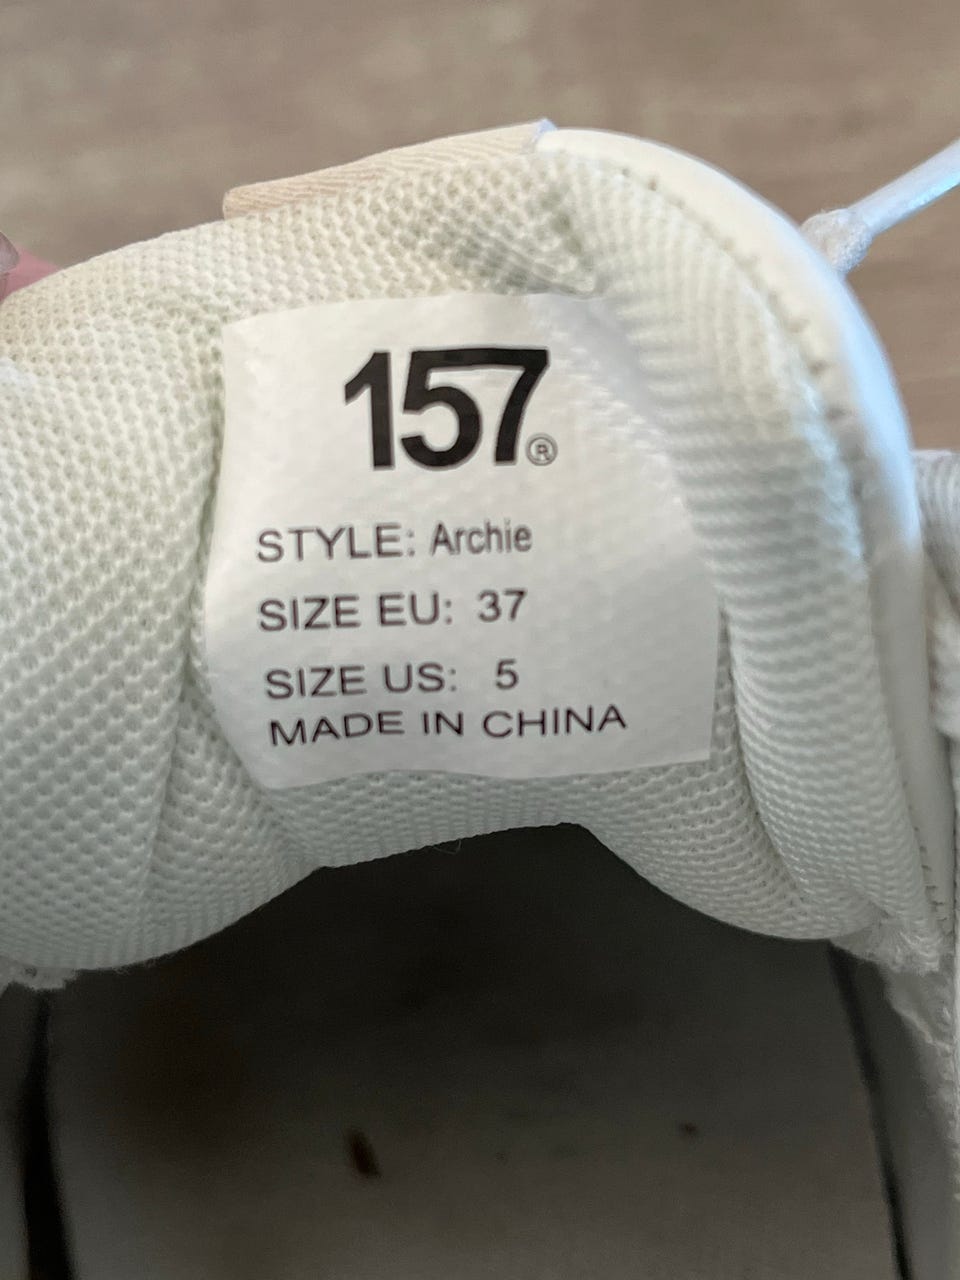 157®
STYLE: Archie
SIZE EU: 37
SIZE US: 5
MADE IN CHINA